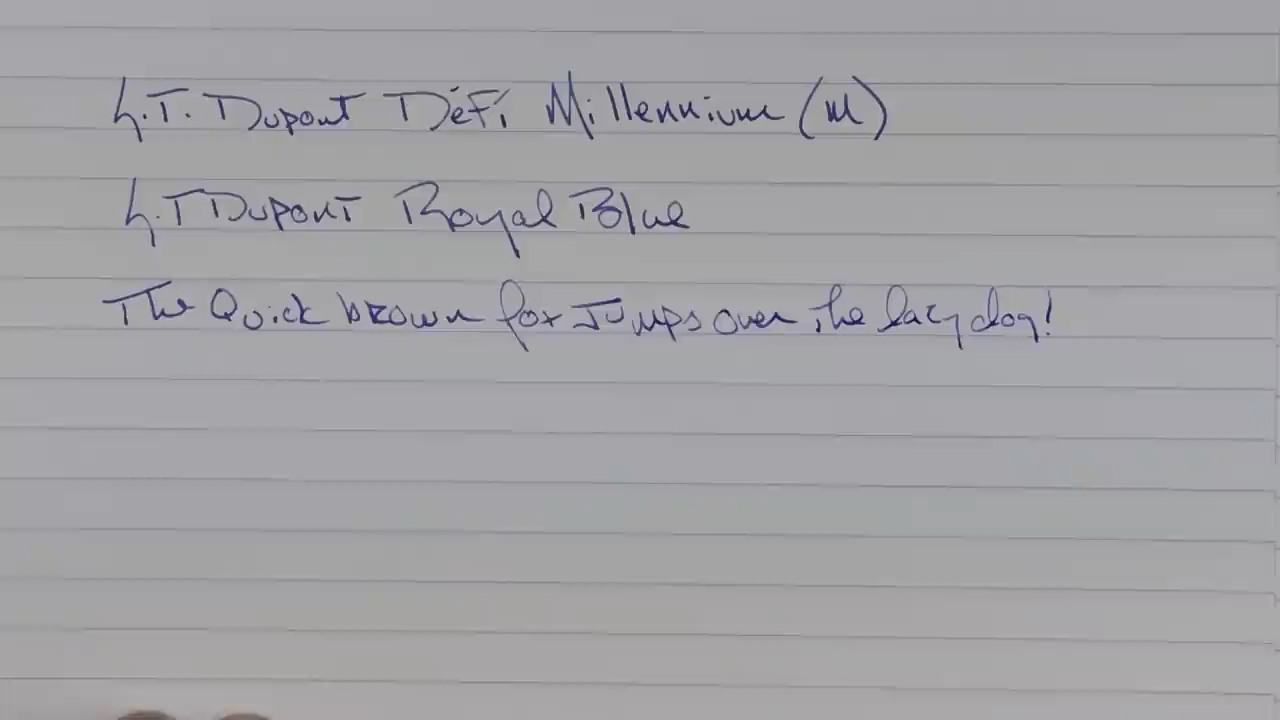 S.T. Dupont Défi Millennium (M)
S.T Dupont Royal Blue
The Quick brown fox Jumps over the lazy dog!